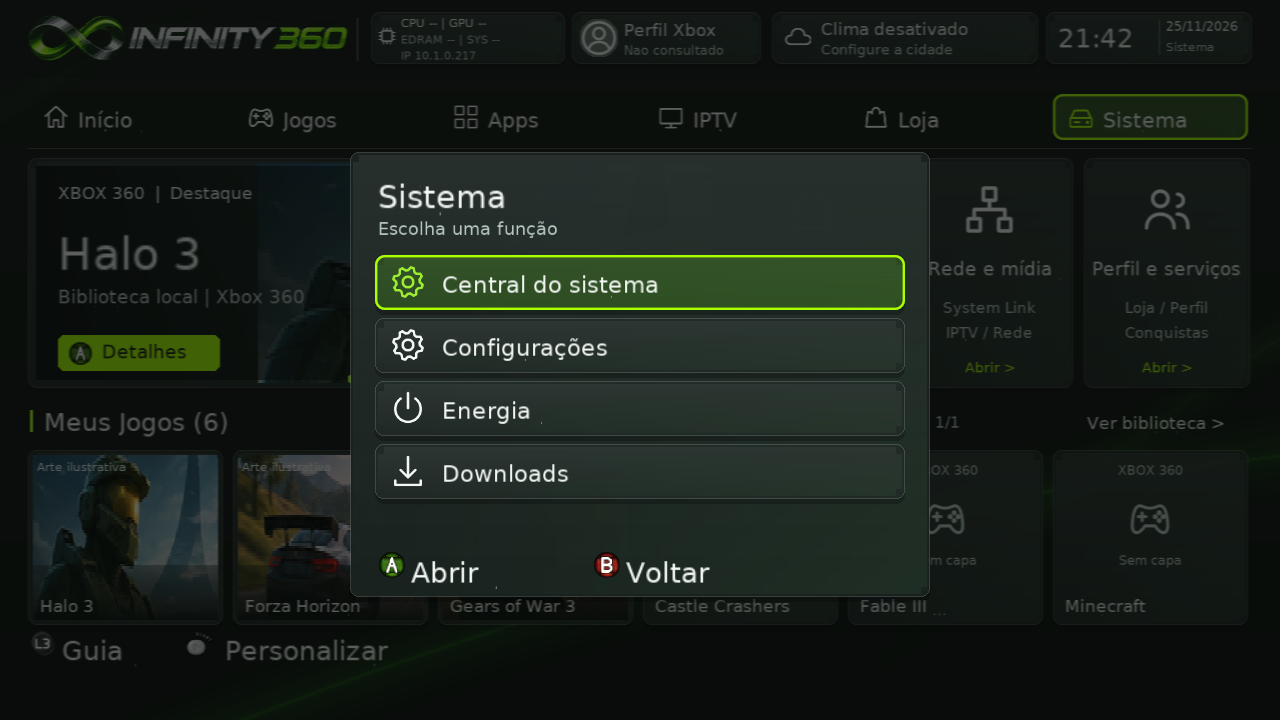 INFINITY 360
CPU -- | GPU --
EDRAM -- | SYS --
IP 10.1.0.217
Perfil Xbox
Nao consultado
Clima desativado
Configure a cidade
21:42
25/11/2026
Sistema
Início
Jogos
Apps
IPTV
Loja
Sistema
XBOX 360 | Destaque
Halo 3
Biblioteca local | Xbox 360
A Detalhes
Sistema
Escolha uma função
Central do sistema
Configurações
Energia
Downloads
A Abrir
B Voltar
Rede e mídia
System Link
IPTV / Rede
Abrir >
Perfil e serviços
Loja / Perfil
Conquistas
Abrir >
Meus Jogos (6)
1/1
Ver biblioteca >
Arte ilustrativa
Halo 3
Arte ilustrativa
Forza Horizon
Gears of War 3
Castle Crashers
OX 360
m capa
Fable III ...
XBOX 360
Sem capa
Minecraft
L3 Guia
Personalizar